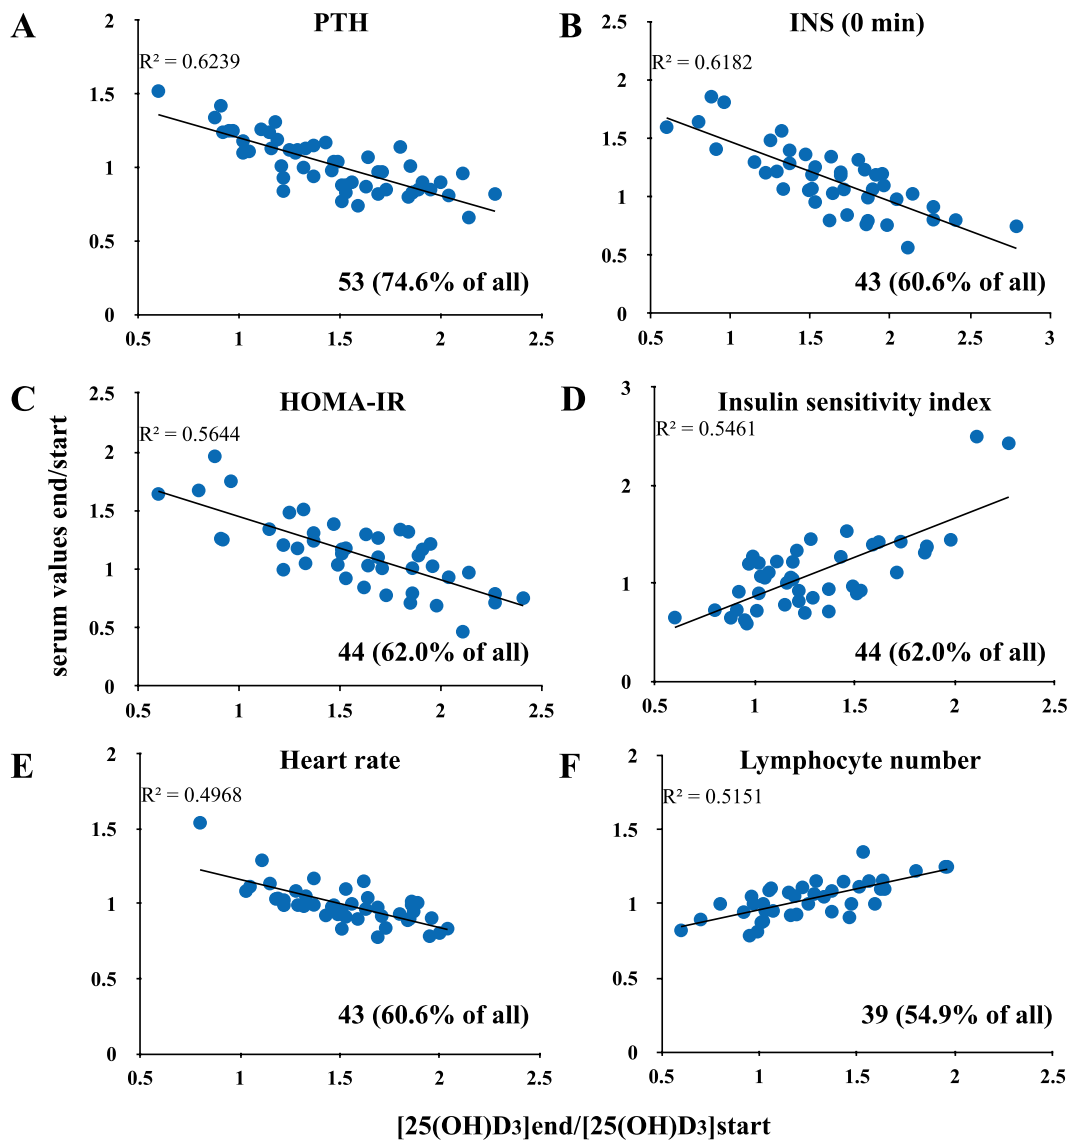 A
PTH
R² = 0.6239
2
1.5
1
0.5
0
0.5
1
1.5
2
2.5
53 (74.6% of all)
B
INS (0 min)
R² = 0.6182
2.5
2
1.5
1
0.5
0
0.5
1
1.5
2
2.5
3
43 (60.6% of all)
C
HOMA-IR
R² = 0.5644
2.5
2
1.5
1
0.5
0
1
1.5
2
2.5
44 (62.0% of all)
serum values end/start
D
Insulin sensitivity index
R² = 0.5461
3
2
1
0
0.5
1
1.5
2
2.5
44 (62.0% of all)
E
Heart rate
R² = 0.4968
2
1.5
1
0.5
0
0.5
1
1.5
2
2.5
43 (60.6% of all)
F
Lymphocyte number
R² = 0.5151
2
1.5
1
0.5
0
0.5
1
1.5
2
2.5
39 (54.9% of all)
[25(OH)D3]end/[25(OH)D3]start